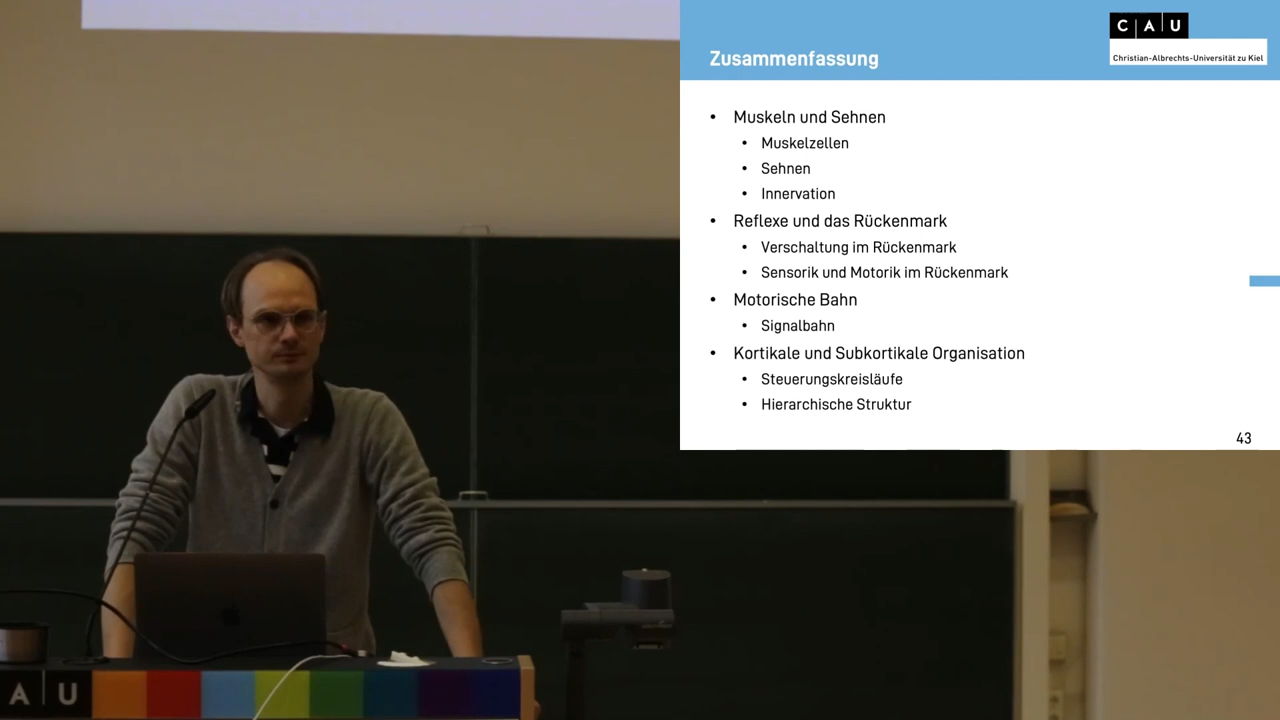 Zusammenfassung
C A U
Christian-Albrechts-Universität zu Kiel
• Muskeln und Sehnen
• Muskelzellen
• Sehnen
• Innervation
• Reflexe und das Rückenmark
• Verschaltung im Rückenmark
• Sensorik und Motorik im Rückenmark
• Motorische Bahn
• Signalbahn
• Kortikale und Subkortikale Organisation
• Steuerungskreisläufe
• Hierarchische Struktur
43
A U